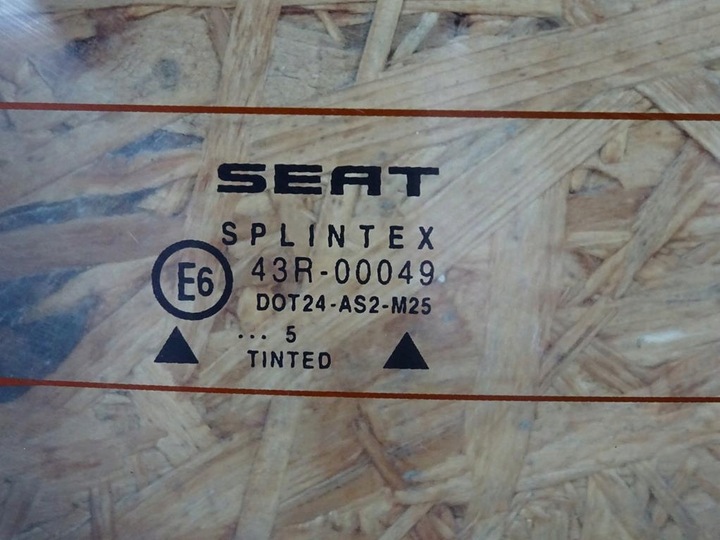 SEAT
SPLINTEX
E6 43R-00049
DOT24-AS2-M25
... 5
TINTED